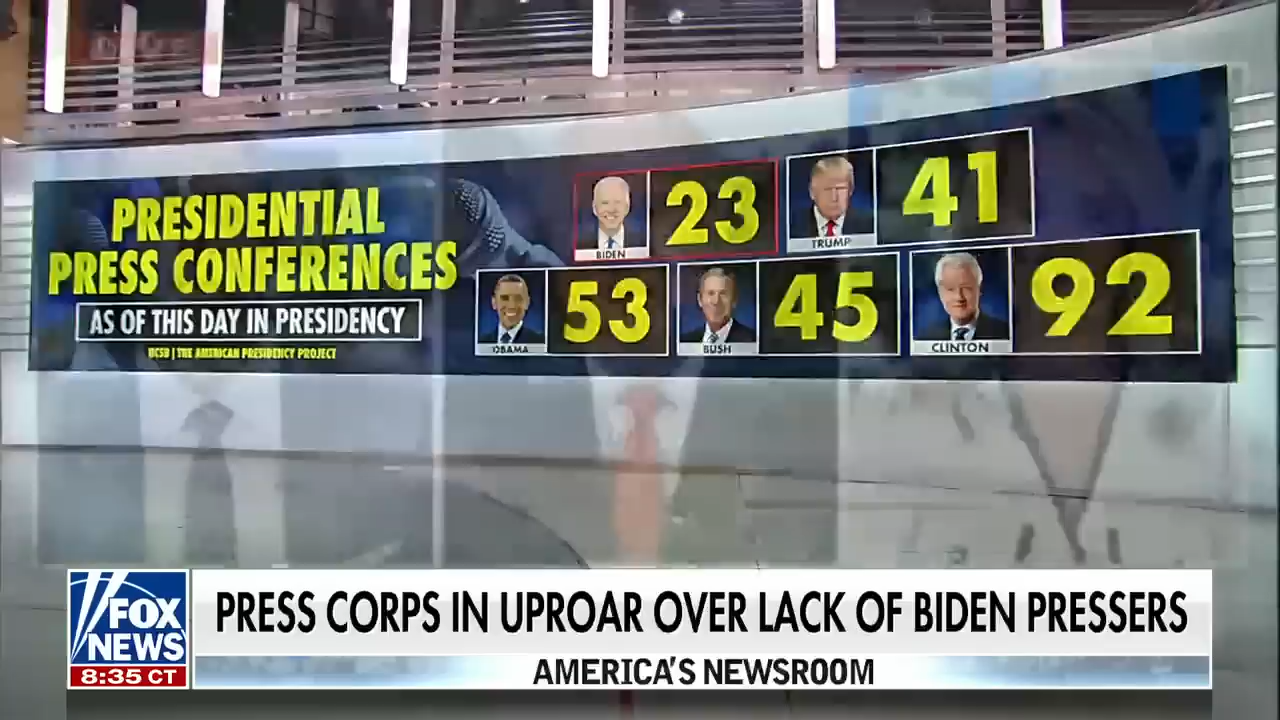 PRESIDENTIAL
PRESS CONFERENCES
AS OF THIS DAY IN PRESIDENCY
UCSB | THE AMERICAN PRESIDENCY PROJECT
BIDEN
23
TRUMP
41
OBAMA
53
BUSH
45
CLINTON
92
FOX
NEWS
8:35 CT
PRESS CORPS IN UPROAR OVER LACK OF BIDEN PRESSERS
AMERICA'S NEWSROOM